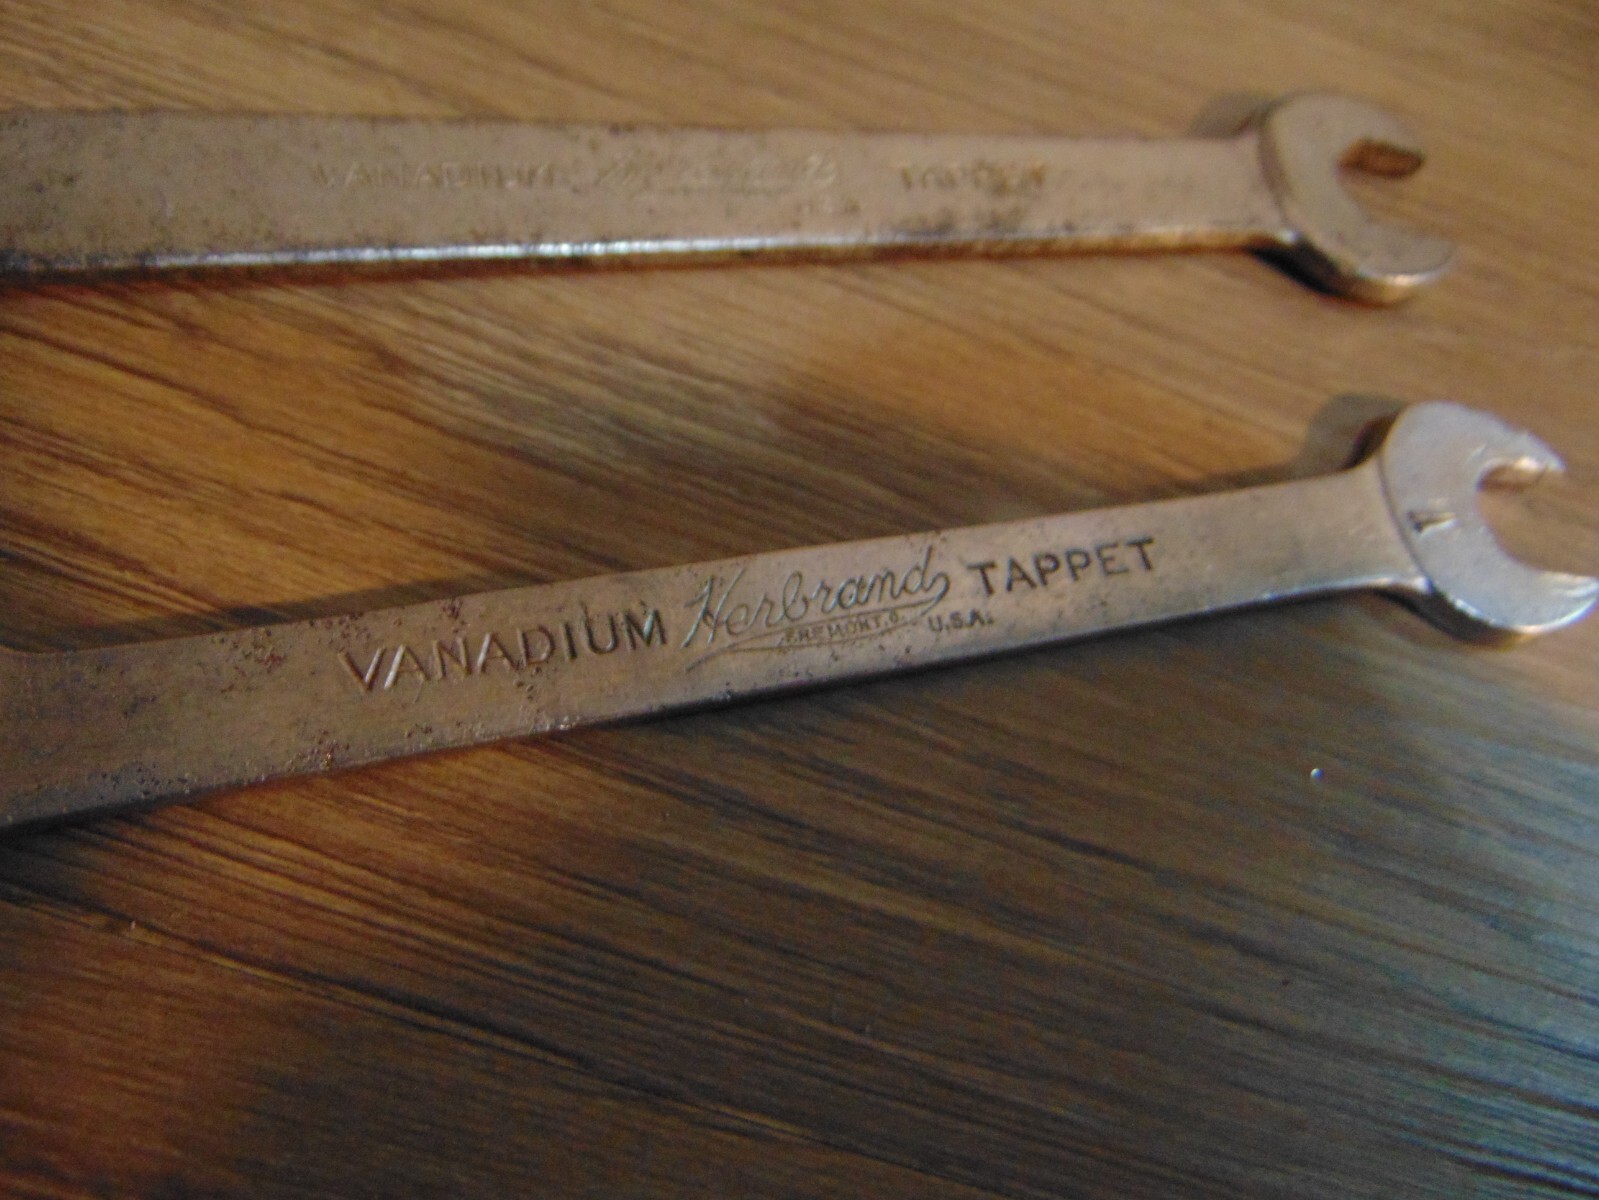 VANADIUM TAPPET
VANADIUM Herbrand TAPPET
FREMONT.O. U.S.A.